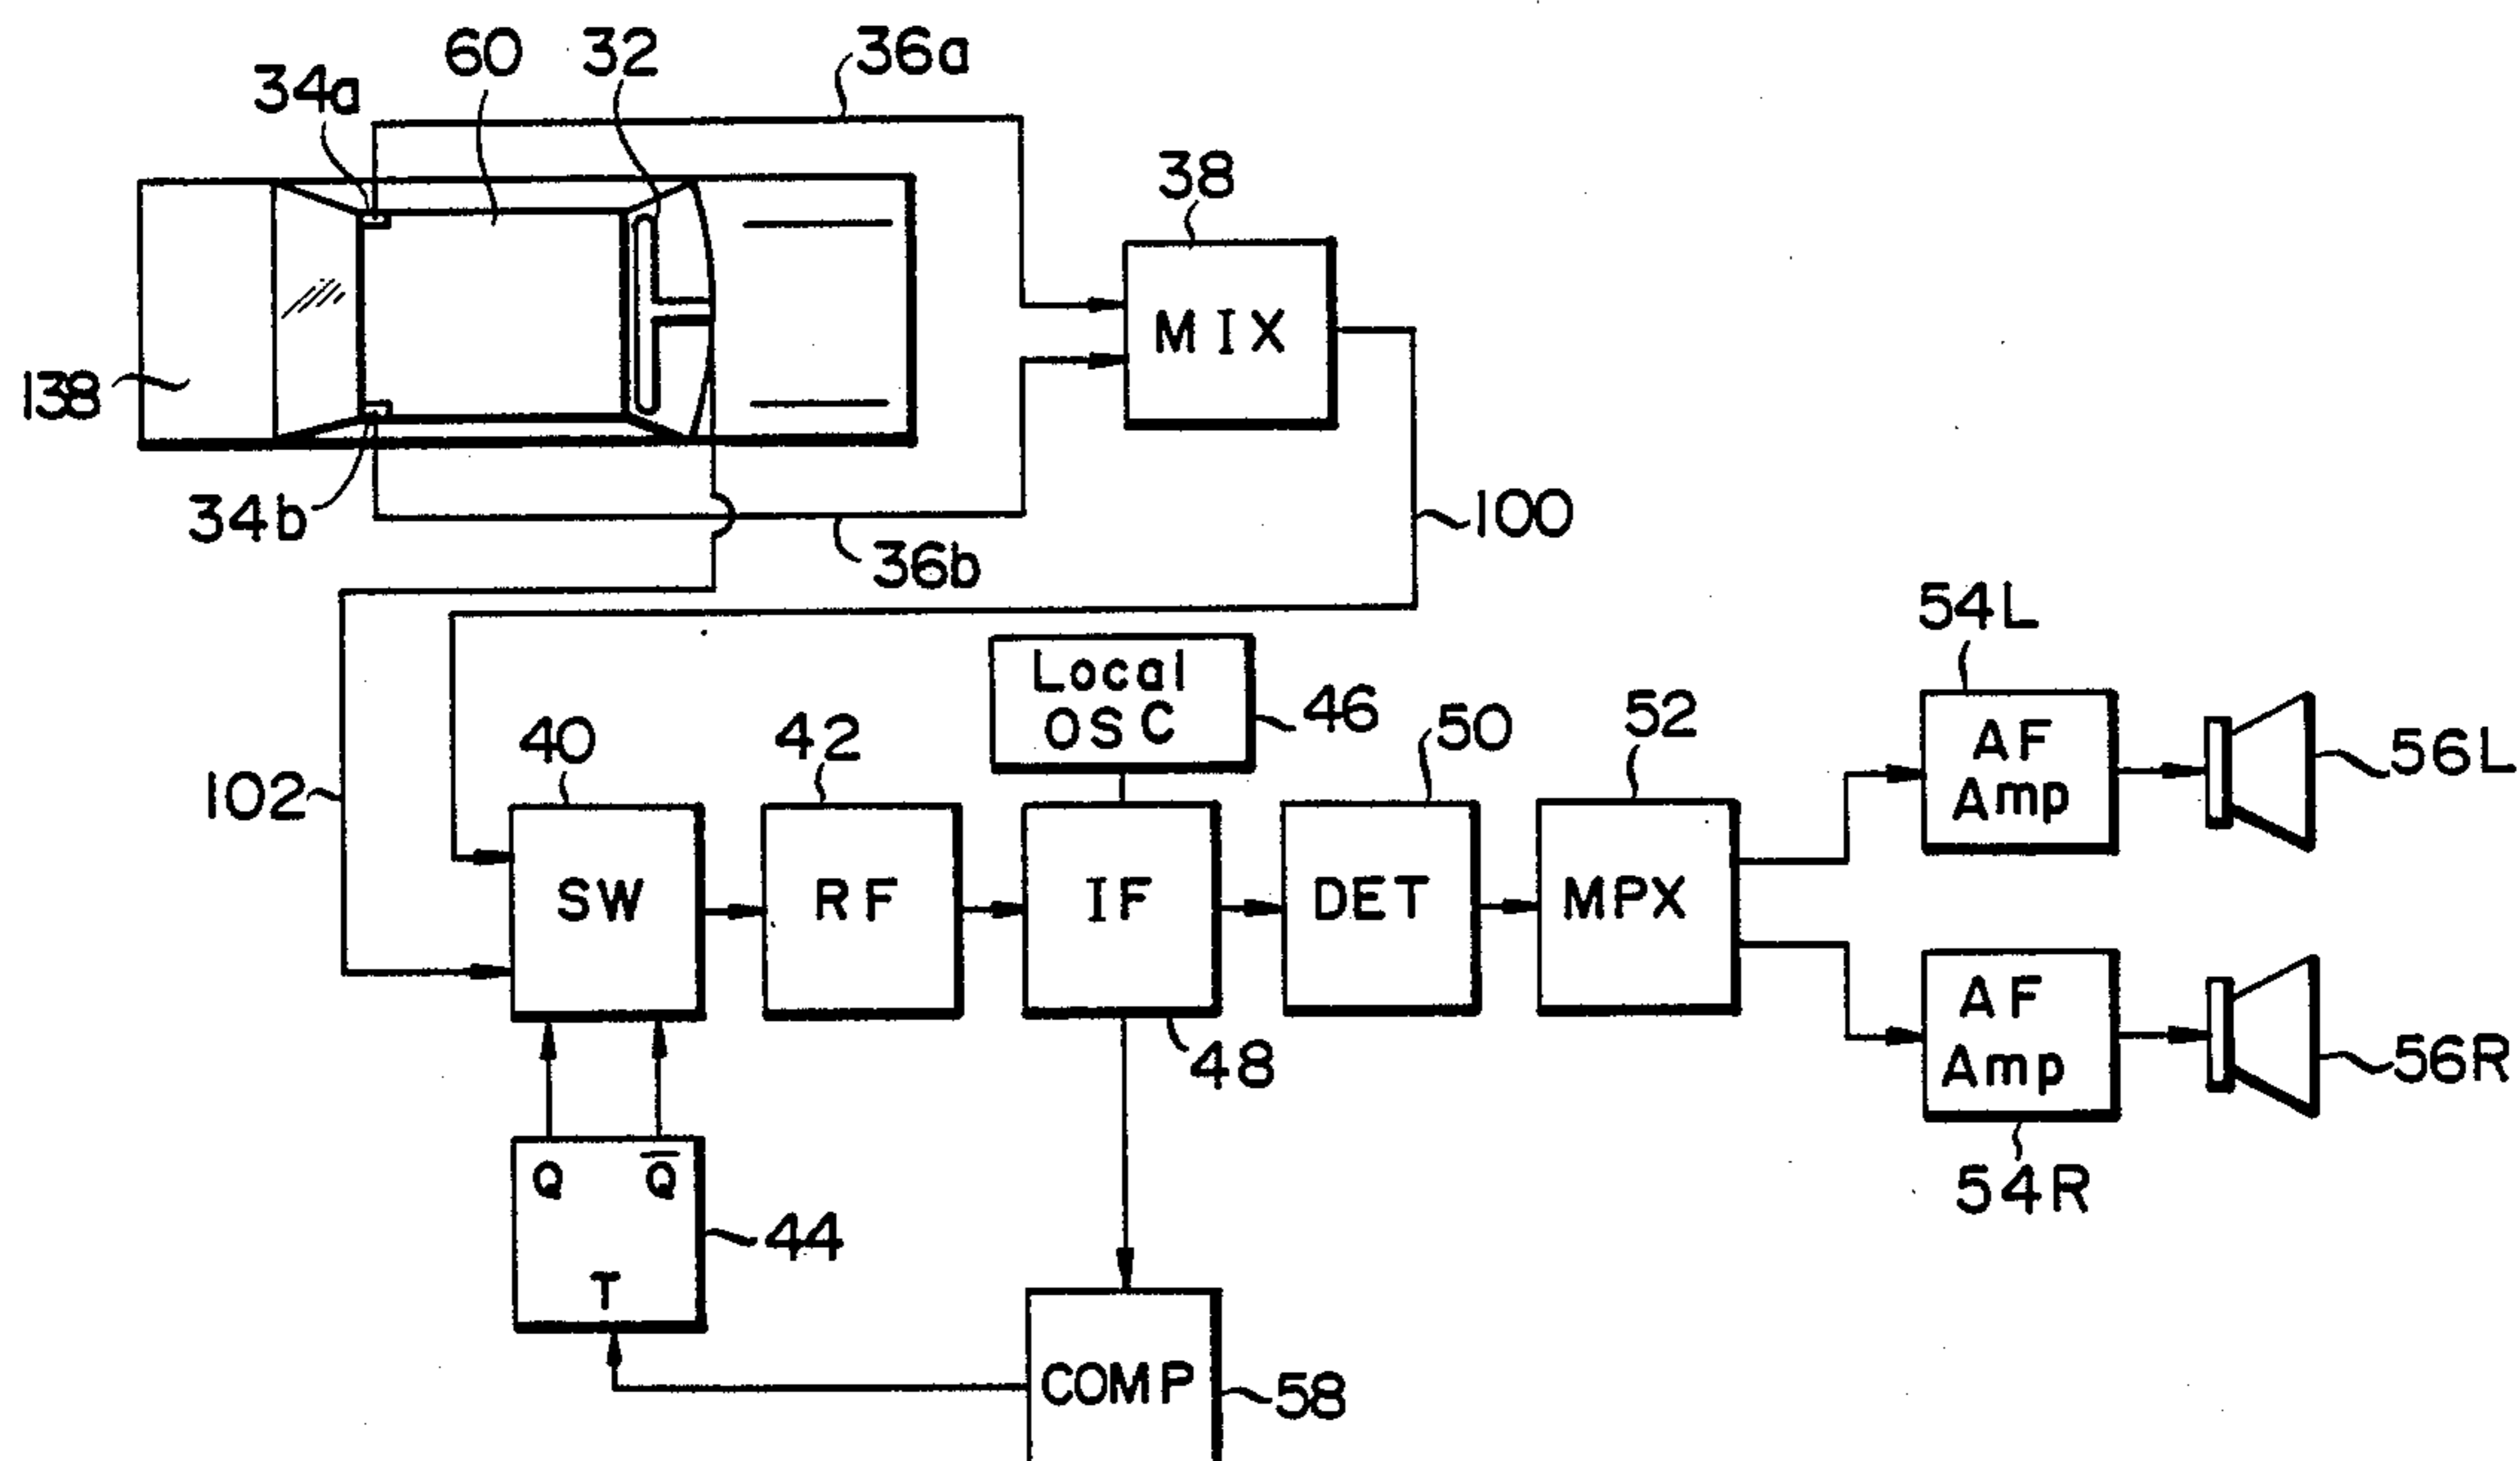 34a
60
32
36a
38
MIX
138
34b
36b
100
54L
Local
OSC
46
40
42
50
52
AF
Amp
56L
102
SW
RF
IF
DET
MPX
48
AF
Amp
56R
54R
Q
Q̅
44
T
COMP
58